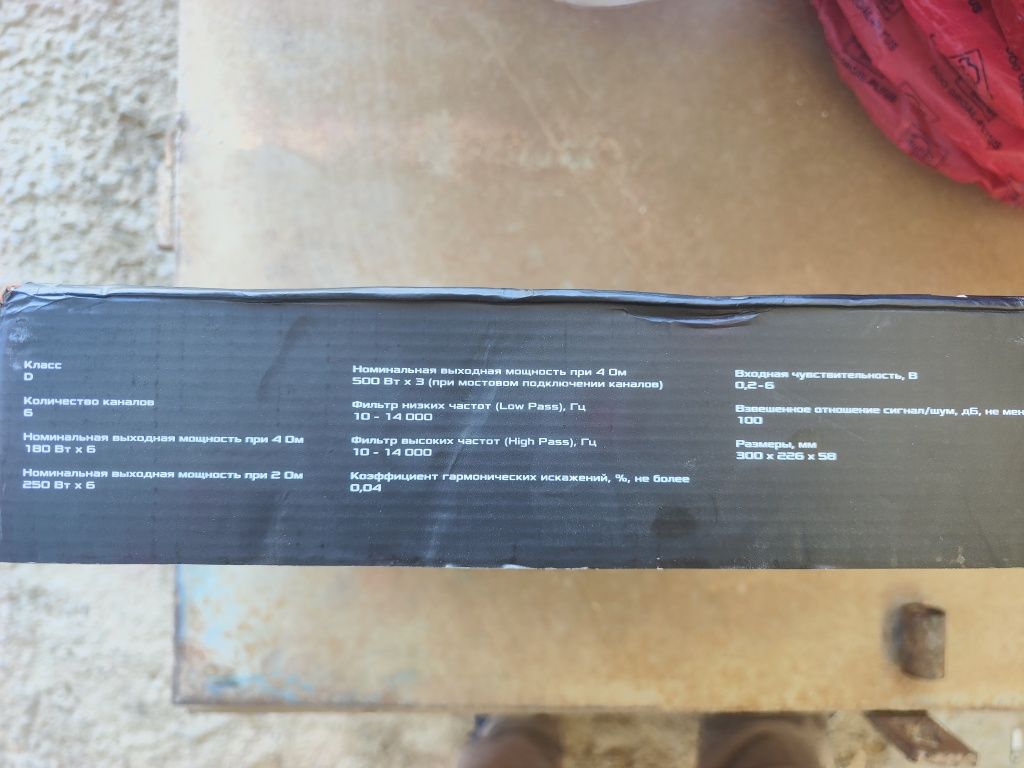 Класс
D
Количество каналов
6
Номинальная выходная мощность при 4 Ом
180 Вт x 6
Номинальная выходная мощность при 2 Ом
250 Вт x 6
Номинальная выходная мощность при 4 Ом
500 Вт x 3 (при мостовом подключении каналов)
Фильтр низких частот (Low Pass), Гц
10 - 14 000
Фильтр высоких частот (High Pass), Гц
10 - 14 000
Коэффициент гармонических искажений, %, не более
0,04
Входная чувствительность, В
0,2-6
Взвешенное отношение сигнал/шум, дБ, не мен
100
Размеры, мм
300 x 226 x 58